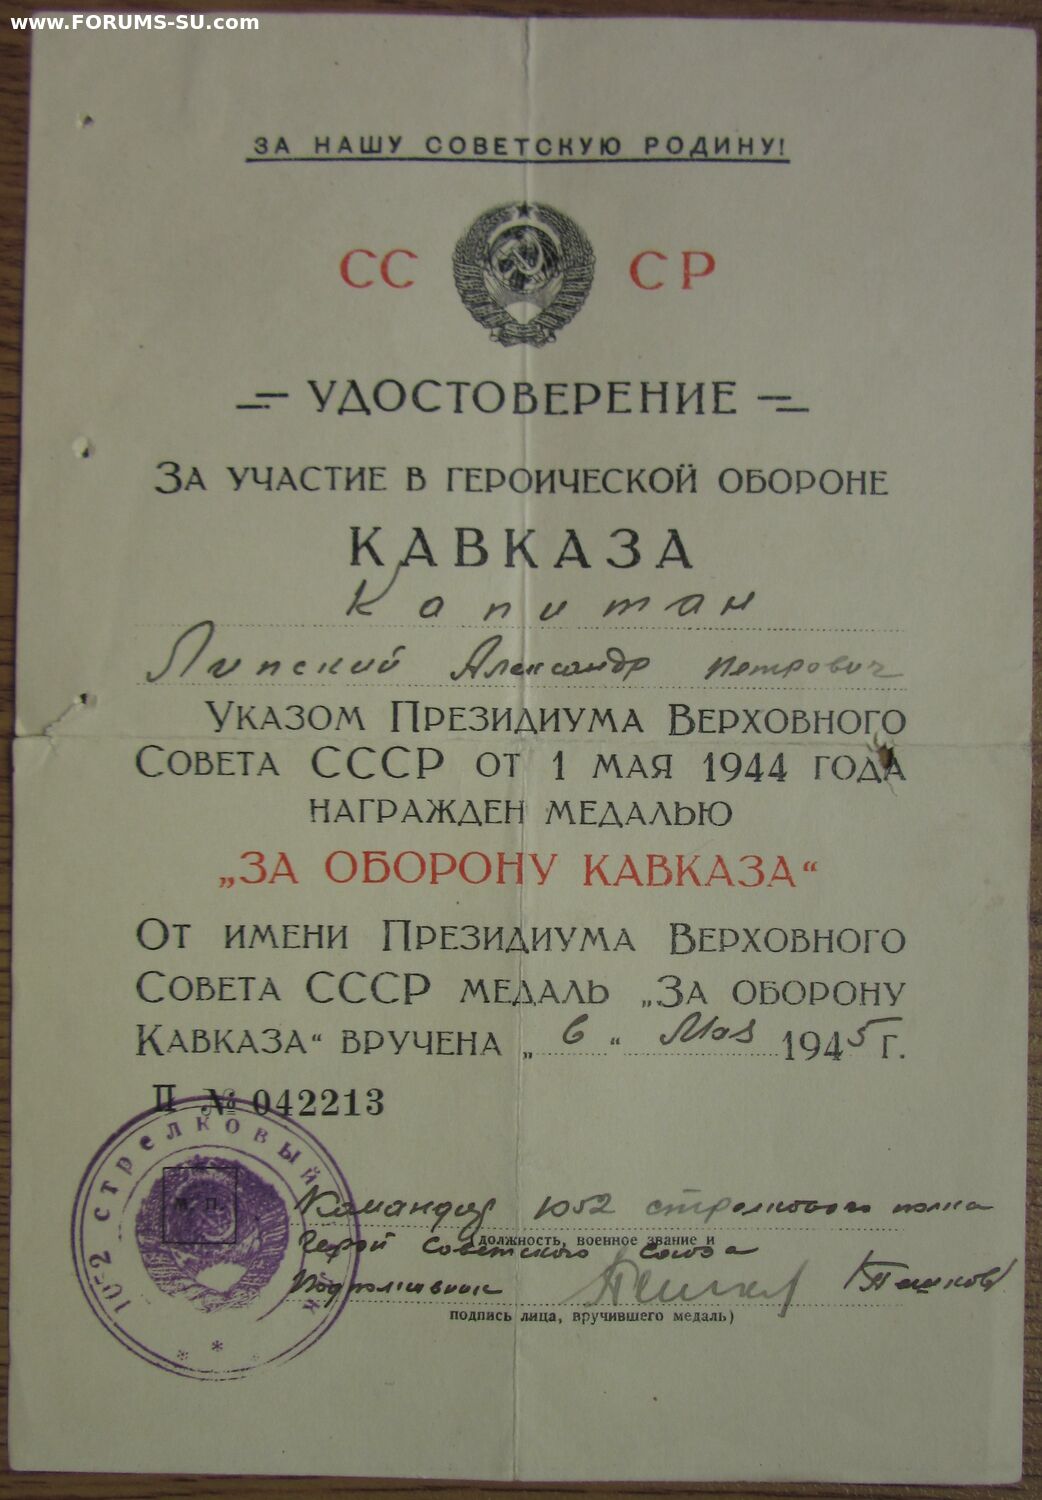 www.FORUMS-SU.com
ЗА НАШУ СОВЕТСКУЮ РОДИНУ!
СС СР
УДОСТОВЕРЕНИЕ
ЗА УЧАСТИЕ В ГЕРОИЧЕСКОЙ ОБОРОНЕ
КАВКАЗА
Капитан
Липский Александр Петрович
УКАЗОМ ПРЕЗИДИУМА ВЕРХОВНОГО
СОВЕТА СССР ОТ 1 МАЯ 1944 ГОДА
НАГРАЖДЕН МЕДАЛЬЮ
„ЗА ОБОРОНУ КАВКАЗА“
ОТ ИМЕНИ ПРЕЗИДИУМА ВЕРХОВНОГО
СОВЕТА СССР МЕДАЛЬ „ЗА ОБОРОНУ
КАВКАЗА“ ВРУЧЕНА „6“ Мая 1945 г.
II № 042213
1052 СТРЕЛКОВЫЙ
М. П.
Командир 1052 стрелкового полка
должность, военное звание и
Герой Советского Союза
Подполковник Пешков
подпись лица, вручившего медаль)